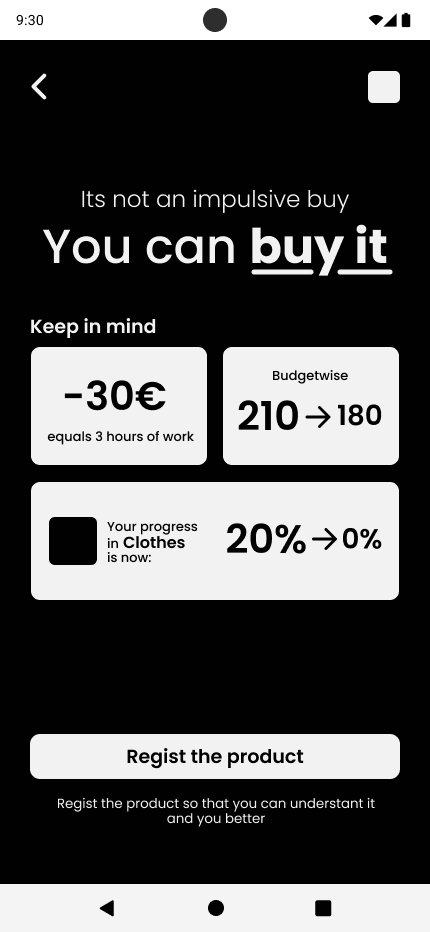 9:30
Its not an impulsive buy
You can buy it
Keep in mind
-30€
equals 3 hours of work
Budgetwise
210 → 180
Your progress
in Clothes
is now:
20% → 0%
Regist the product
Regist the product so that you can understant it
and you better